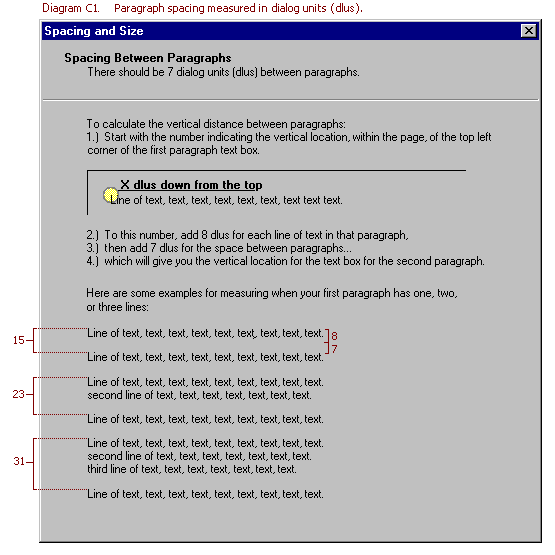 Diagram C1. Paragraph spacing measured in dialog units (dlus).
Spacing and Size
Spacing Between Paragraphs
There should be 7 dialog units (dlus) between paragraphs.
To calculate the vertical distance between paragraphs:
1.) Start with the number indicating the vertical location, within the page, of the top left
corner of the first paragraph text box.
X dlus down from the top
Line of text, text, text, text, text, text, text text text.
2.) To this number, add 8 dlus for each line of text in that paragraph,
3.) then add 7 dlus for the space between paragraphs...
4.) which will give you the vertical location for the text box for the second paragraph.
Here are some examples for measuring when your first paragraph has one, two,
or three lines:
Line of text, text, text, text, text, text, text, text, text.
15
8
7
Line of text, text, text, text, text, text, text, text, text.
Line of text, text, text, text, text, text, text, text, text.
23
second line of text, text, text, text, text, text, text.
Line of text, text, text, text, text, text, text, text, text.
Line of text, text, text, text, text, text, text, text, text.
second line of text, text, text, text, text, text, text.
31
third line of text, text, text, text, text, text, text.
Line of text, text, text, text, text, text, text, text, text.